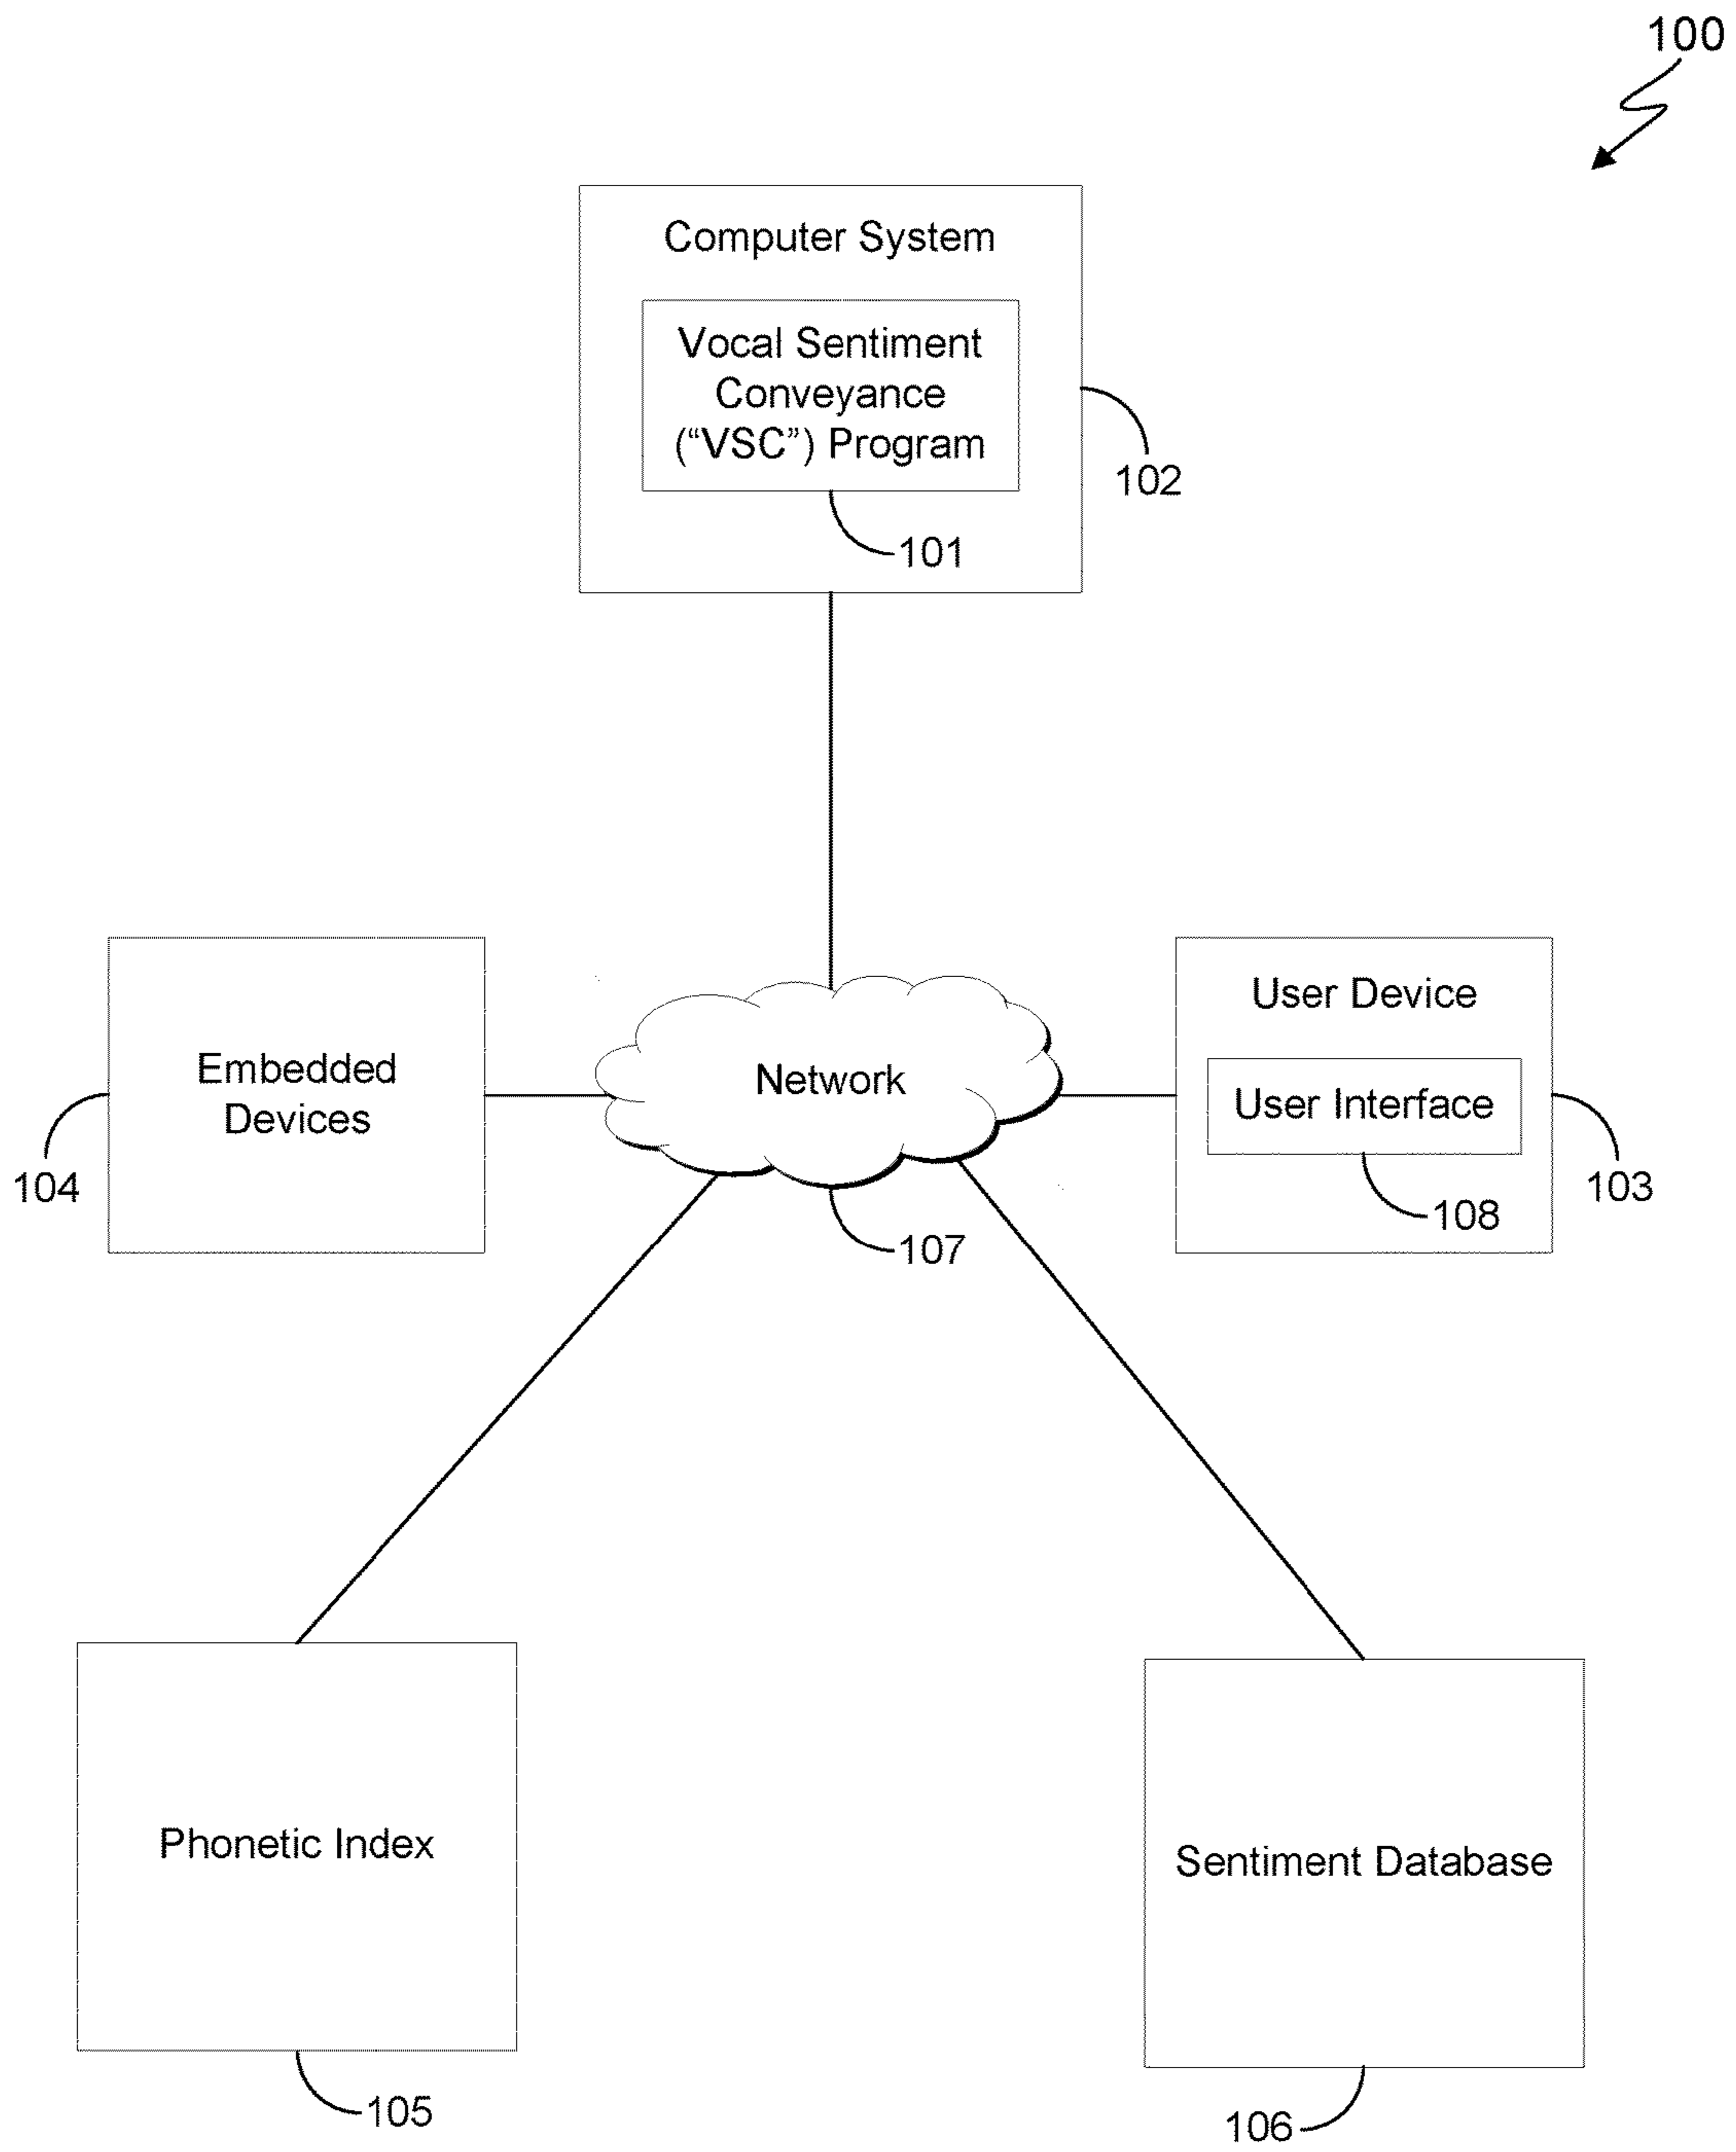 100
Computer System
Vocal Sentiment
Conveyance
(“VSC”) Program
102
101
Embedded
Devices
104
Network
107
User Device
User Interface
108
103
Phonetic Index
105
Sentiment Database
106